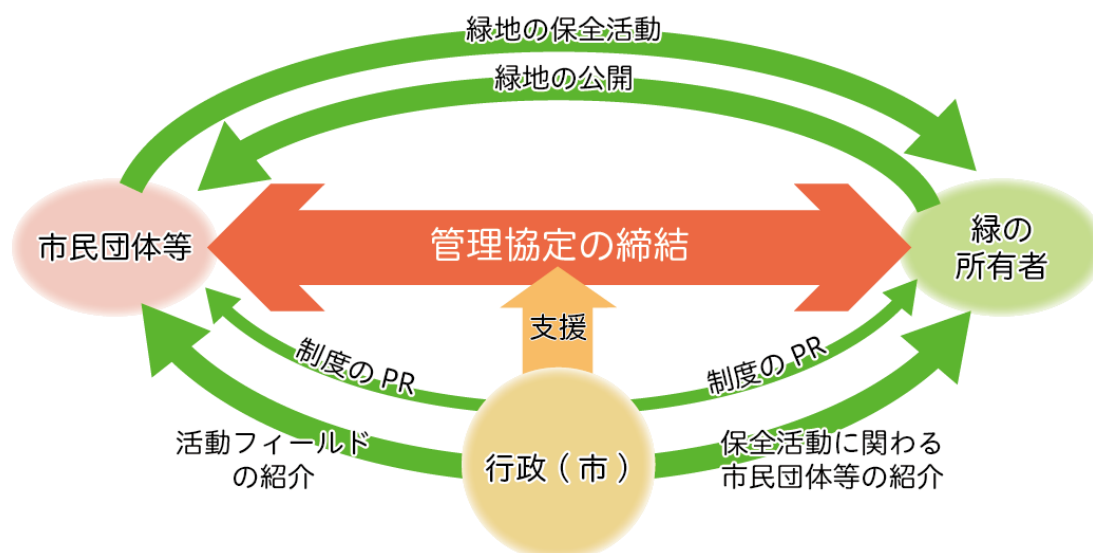 緑地の保全活動
緑地の公開
市民団体等
管理協定の締結
緑の
所有者
支援
制度の PR
制度の PR
活動フィールド
の紹介
行政（市）
保全活動に関わる
市民団体等の紹介